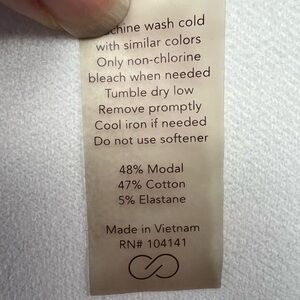 wash cold
with similar colors
Only non-chlorine
bleach when needed
Tumble dry low
Remove promptly
Cool iron if needed
Do not use softener
48% Modal
47% Cotton
5% Elastane
Made in Vietnam
RN# 104141